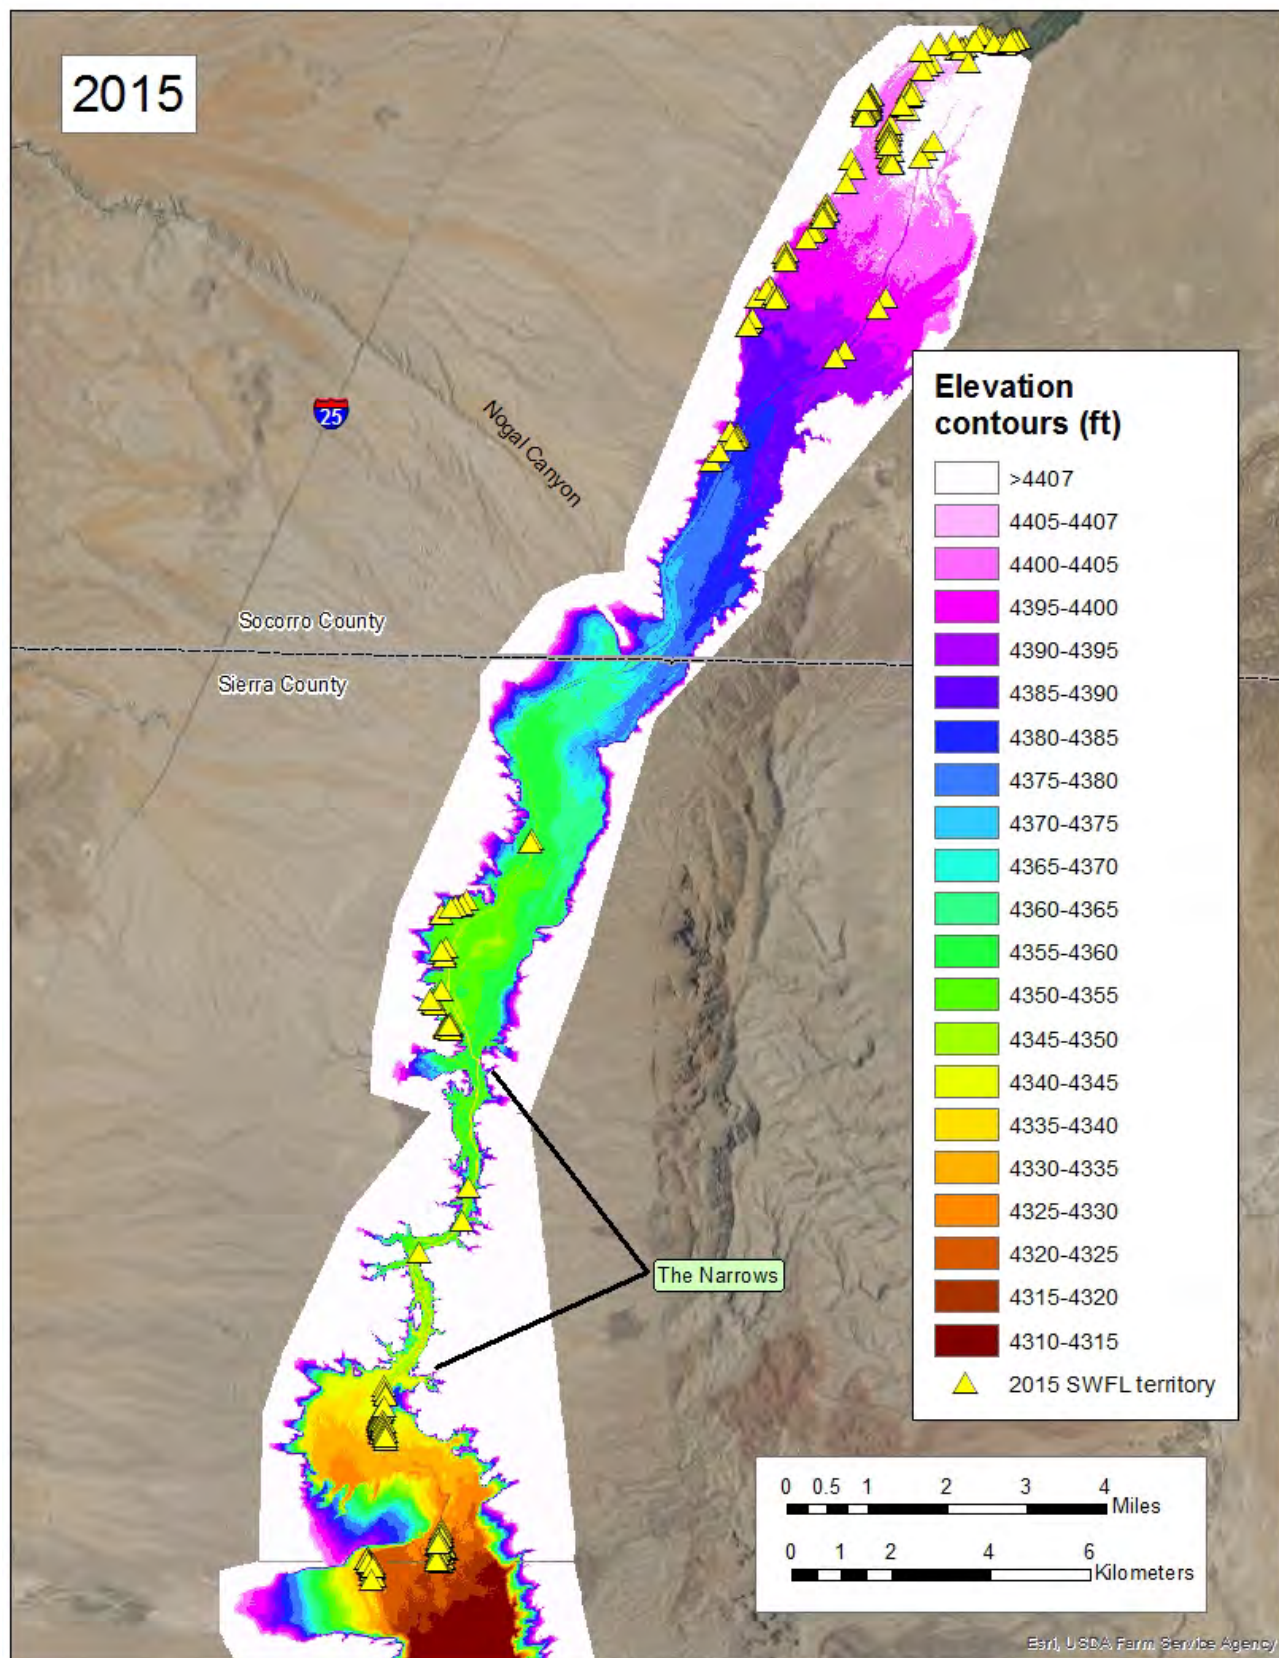 2015
25
Nogal Canyon
Socorro County
Sierra County
Elevation
contours (ft)
>4407
4405-4407
4400-4405
4395-4400
4390-4395
4385-4390
4380-4385
4375-4380
4370-4375
4365-4370
4360-4365
4355-4360
4350-4355
4345-4350
4340-4345
4335-4340
4330-4335
4325-4330
4320-4325
4315-4320
4310-4315
2015 SWFL territory
The Narrows
0 0.5 1 2 3 4
Miles
0 1 2 4 6
Kilometers
Esri, USDA Farm Service Agency